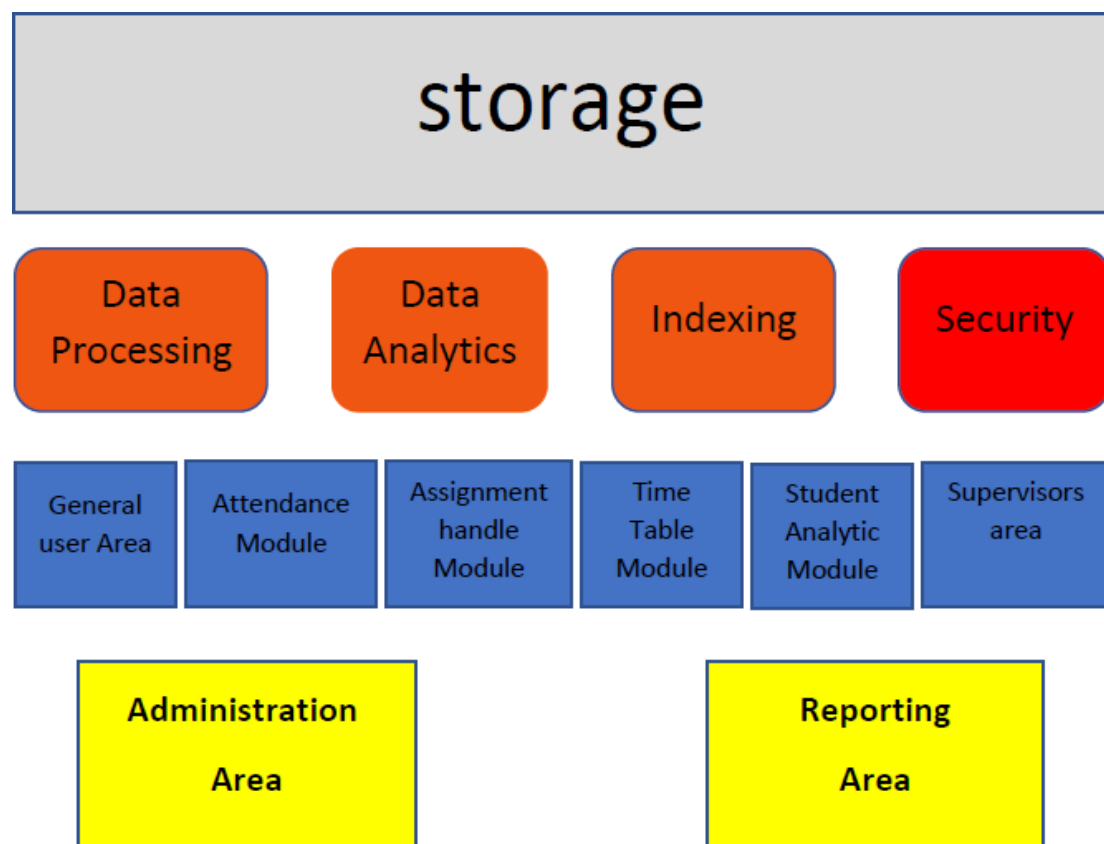 storage
Data
Processing
Data
Analytics
Indexing
Security
General
user Area
Attendance
Module
Assignment
handle
Module
Time
Table
Module
Student
Analytic
Module
Supervisors
area
Administration
Area
Reporting
Area